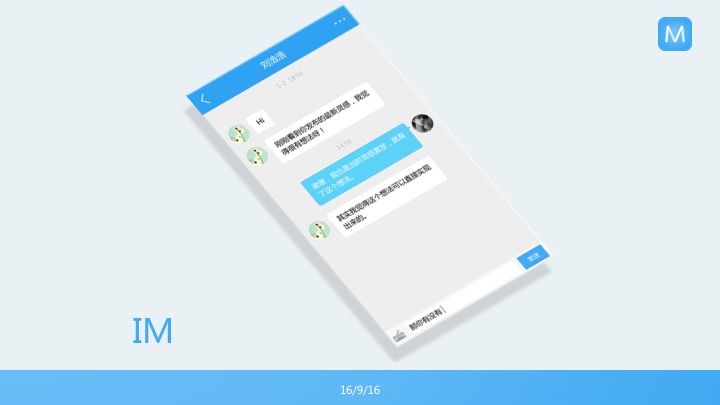 M
刘浩浩
5-2 18:56
Hi
刚刚看到你发布的最新灵感，我觉
得很有想法呀！
14:56
谢谢，我也是当时灵感激发，就有
了这个想法。
其实我觉得这个想法可以直接实现
出来的。
那你有没有
发送
IM
16/9/16